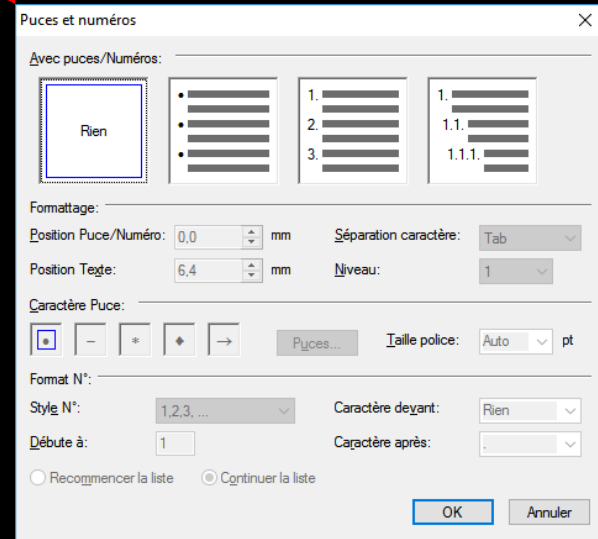 Puces et numéros
Avec puces/Numéros:
Rien
1.
2.
3.
1.
1.1.
1.1.1.
Formattage:
Position Puce/Numéro: 0,0 mm Séparation caractère: Tab
Position Texte: 6,4 mm Niveau: 1
Caractère Puce:
Puces... Taille police: Auto pt
Format N°:
Style N°: 1,2,3, ... Caractère devant: Rien
Débute à: 1 Caractère après: .
Recommencer la liste Continuer la liste
OK Annuler